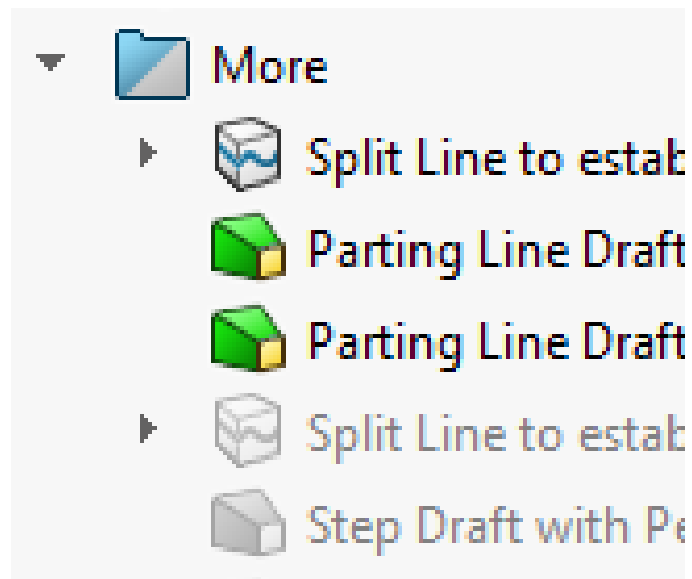 More
Split Line to estab
Parting Line Draft
Parting Line Draft
Split Line to estab
Step Draft with Pe